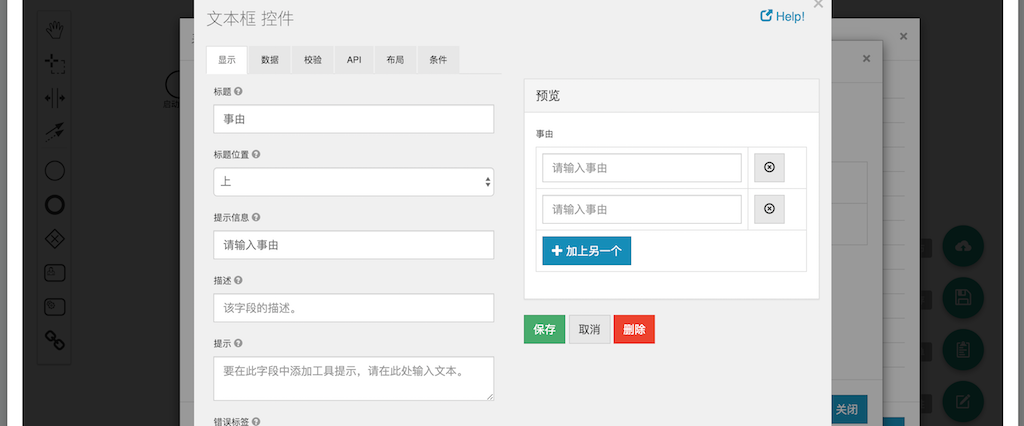 文本框 控件
Help!
显示 数据 校验 API 布局 条件
标题
事由
标题位置
上
提示信息
请输入事由
描述
该字段的描述。
提示
要在此字段中添加工具提示，请在此处输入文本。
错误标签
预览
事由
请输入事由
请输入事由
加上另一个
保存 取消 删除
启动
关闭